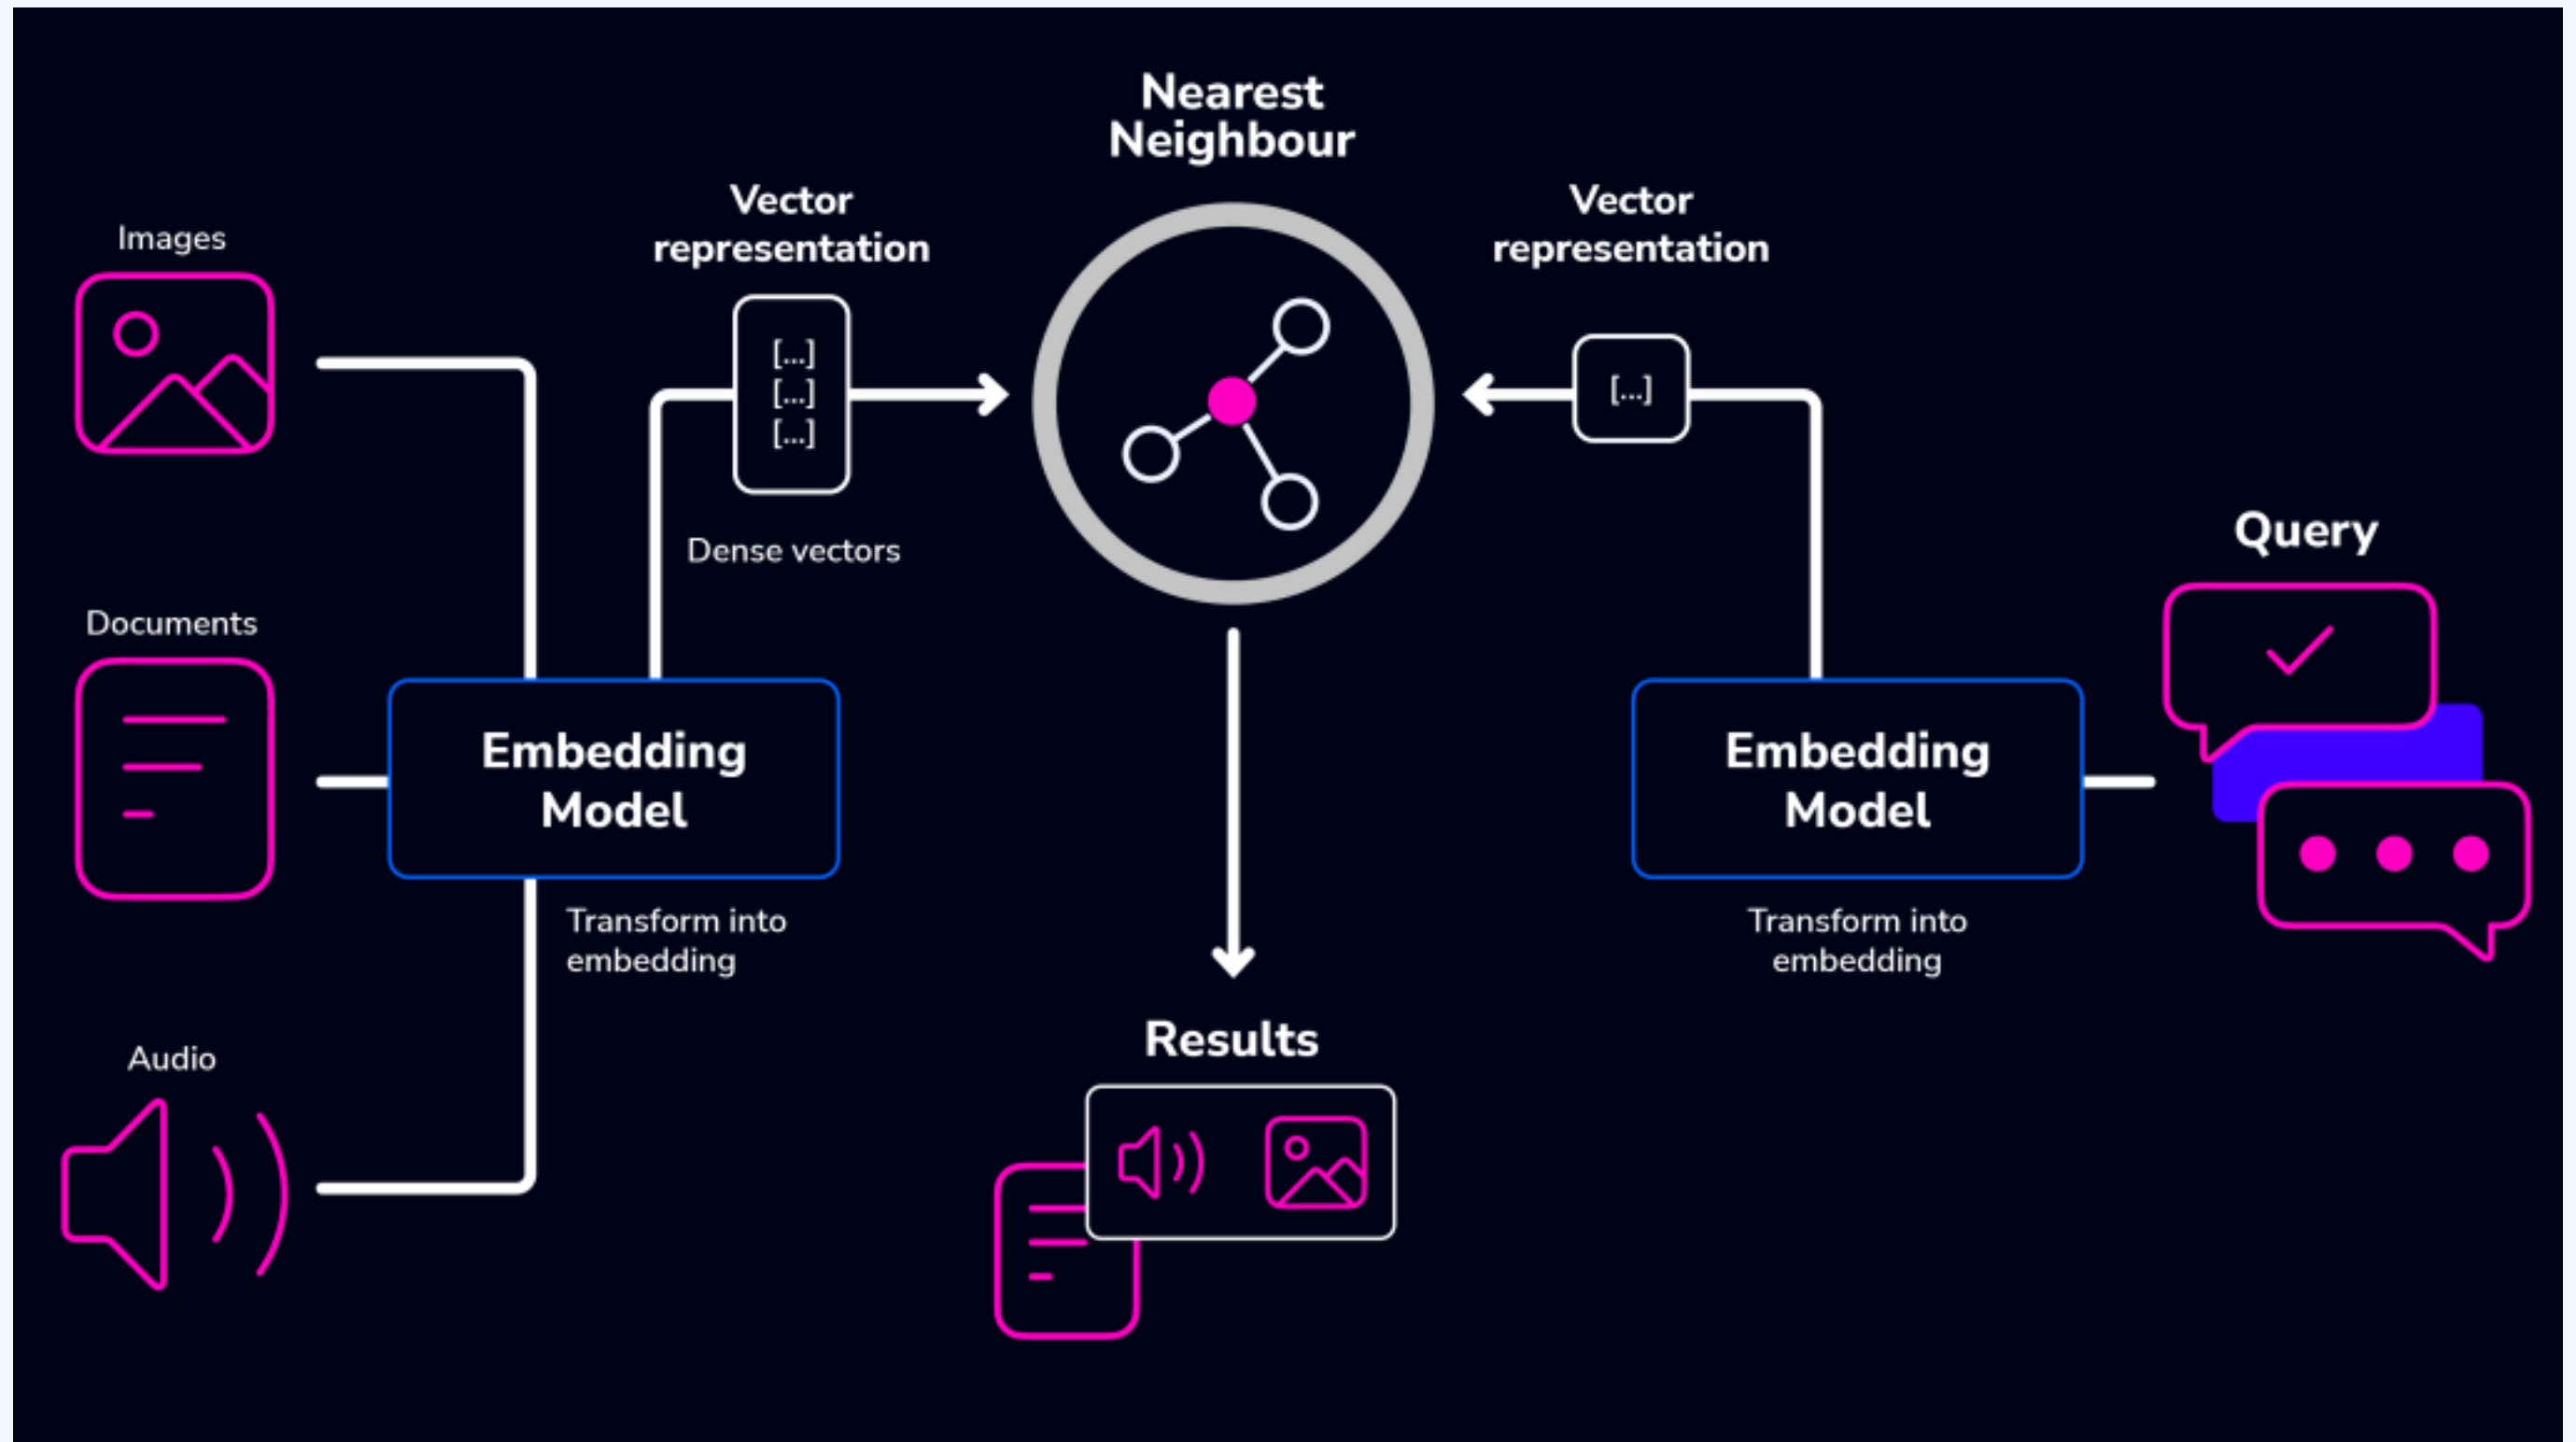 Nearest
Neighbour
Vector
representation
Vector
representation
Images
[...]
[...]
[...]
[...]
Dense vectors
Query
Documents
Embedding
Model
Embedding
Model
Transform into
embedding
Transform into
embedding
Audio
Results